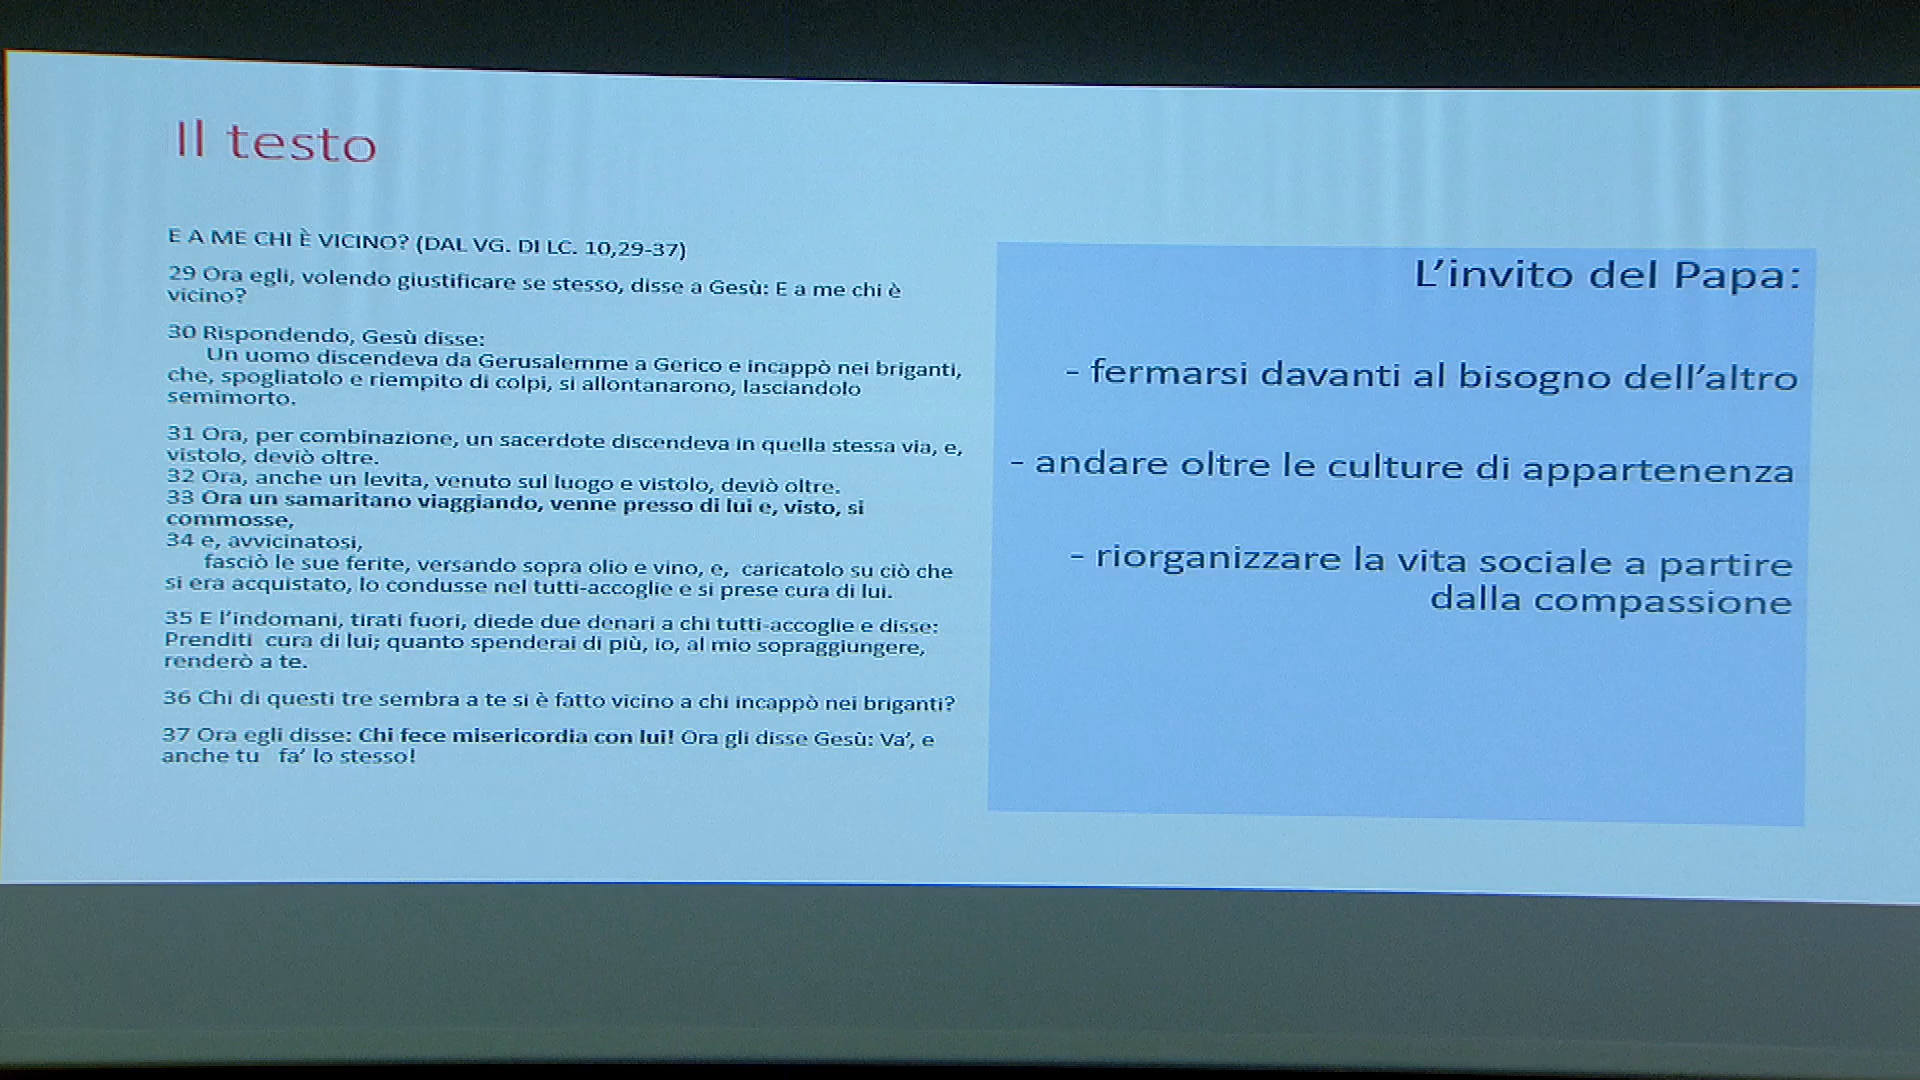 Il testo
E A ME CHI È VICINO? (DAL VG. DI LC. 10,29-37)
29 Ora egli, volendo giustificare se stesso, disse a Gesù: E a me chi è
vicino?
30 Rispondendo, Gesù disse:
Un uomo discendeva da Gerusalemme a Gerico e incappò nei briganti,
che, spogliatolo e riempito di colpi, si allontanarono, lasciandolo
semimorto.
31 Ora, per combinazione, un sacerdote discendeva in quella stessa via, e,
vistolo, deviò oltre.
32 Ora, anche un levita, venuto sul luogo e vistolo, deviò oltre.
33 Ora un samaritano viaggiando, venne presso di lui e, visto, si
commosse,
34 e, avvicinatosi,
fasciò le sue ferite, versando sopra olio e vino, e, caricatolo su ciò che
si era acquistato, lo condusse nel tutti-accoglie e si prese cura di lui.
35 E l’indomani, tirati fuori, diede due denari a chi tutti-accoglie e disse:
Prenditi cura di lui; quanto spenderai di più, io, al mio sopraggiungere,
renderò a te.
36 Chi di questi tre sembra a te si è fatto vicino a chi incappò nei briganti?
37 Ora egli disse: Chi fece misericordia con lui! Ora gli disse Gesù: Va’, e
anche tu fa’ lo stesso!
L’invito del Papa:
- fermarsi davanti al bisogno dell’altro
- andare oltre le culture di appartenenza
- riorganizzare la vita sociale a partire
dalla compassione